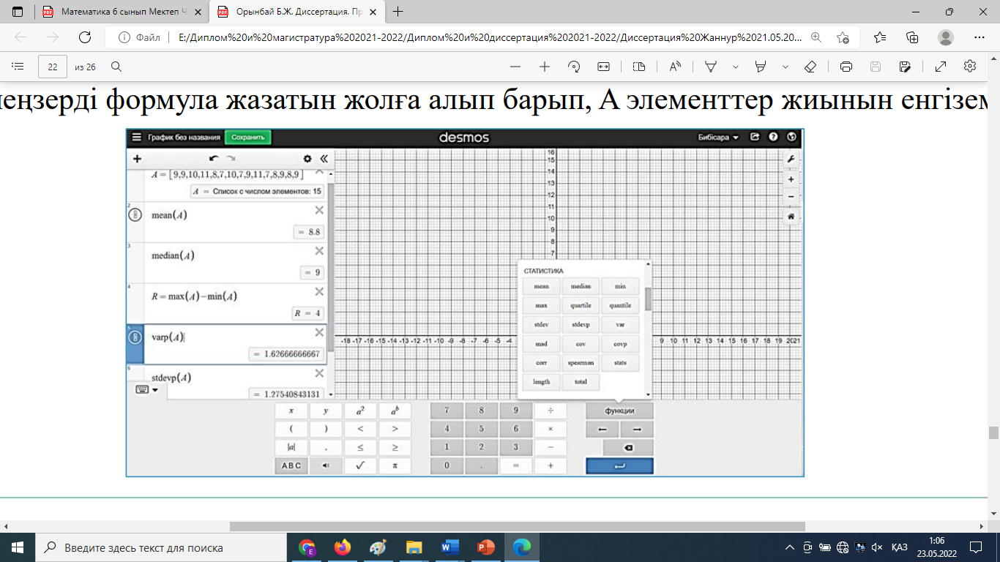 Математика 6 сынып Мектеп Ч
Орынбай Б.Ж. Диссертация. Пр
Файл
E:/Диплом%20и%20магистратура%202021-2022/Диплом%20и%20диссертация%202021-2022/Диссертация%20Жаннур%2021.05.20...
22 из 26
формула жазатын жолға алып барып, А элементтер жиынын
График без названия Сохранить desmos Бибісара
A = [9,9,10,11,8,7,10,7,9,11,7,8,9,8,9]
A = Список с числом элементов: 15
2
mean(A)
= 8.8
3
median(A)
= 9
4
R = max(A) − min(A)
R = 4
5
varp(A)
= 1.62666666667
6
stdevp(A)
= 1.27540843131
16
15
14
13
12
11
10
9
8
7
-18 -17 -16 -15 -14 -13 -12 -11 -10 -9 -8 -7 -6 -5 -4
9 10 11 12 13 14 15 16 17 18 19 2021
СТАТИСТИКА
mean median min
max quartile quantile
stdev stdevp var
mad cov covp
corr spearman stats
length total
x y a² aᵇ 7 8 9 ÷ функции
( ) < > 4 5 6 × ← →
|a| , ≤ ≥ 1 2 3 −
A B C √ π 0 . = +
Введите здесь текст для поиска
ҚАЗ
1:06
23.05.2022